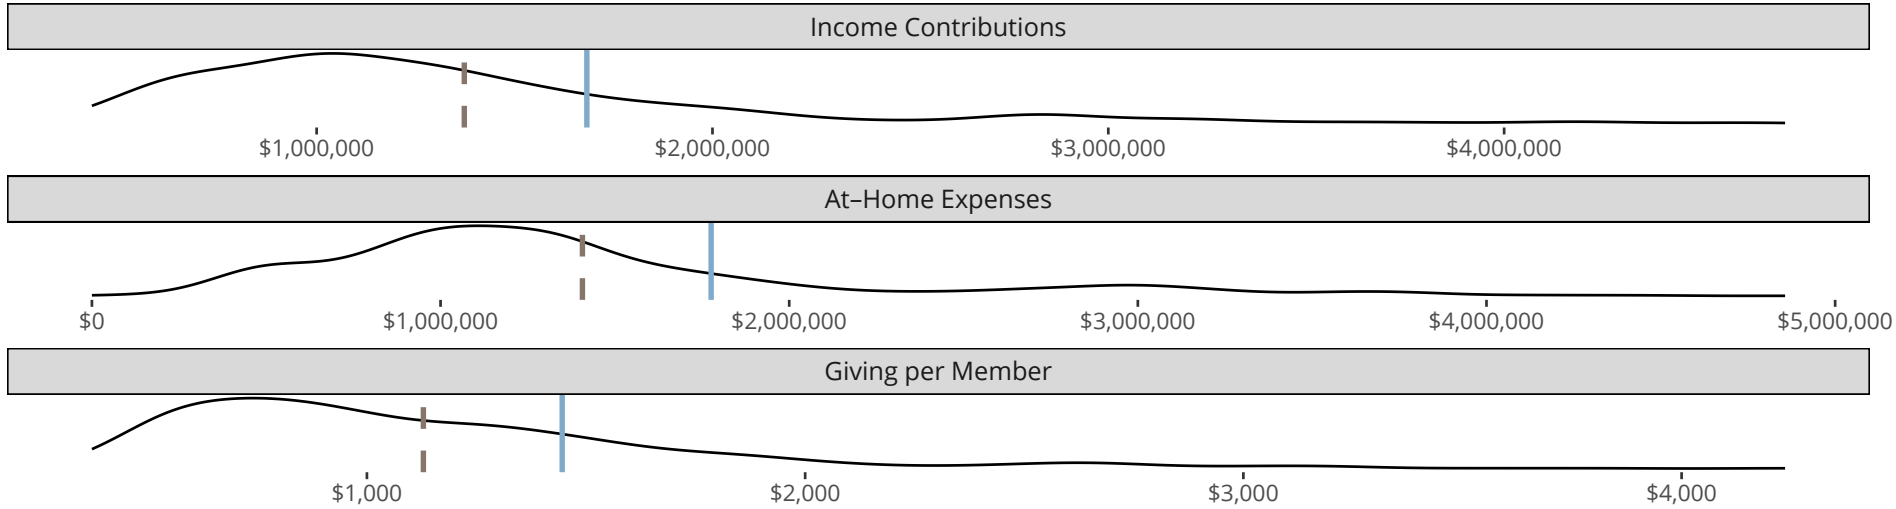 Income Contributions
$1,000,000 $2,000,000 $3,000,000 $4,000,000
At–Home Expenses
$0 $1,000,000 $2,000,000 $3,000,000 $4,000,000 $5,000,000
Giving per Member
$1,000 $2,000 $3,000 $4,000